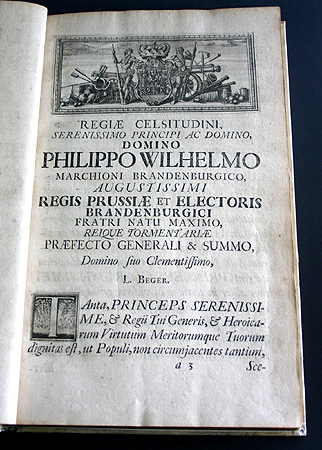 REGIÆ CELSITUDINI,
SERENISSIMO PRINCIPI AC DOMINO,
DOMINO
PHILIPPO WILHELMO
MARCHIONI BRANDENBURGICO,
AUGUSTISSIMI
REGIS PRUSSIÆ ET ELECTORIS
BRANDENBURGICI
FRATRI NATU MAXIMO,
REIQUE TORMENTARIÆ
PRÆFECTO GENERALI & SUMMO,
Domino suo Clementissimo,
L. BEGER.
TAnta, PRINCEPS SERENISSI-
ME, & Regii Tui Generis, & Heroica-
rum Virtutum Meritorumque Tuorum
dignitas est, ut Populi, non circumjacentes tantùm,
a 3 Sce-